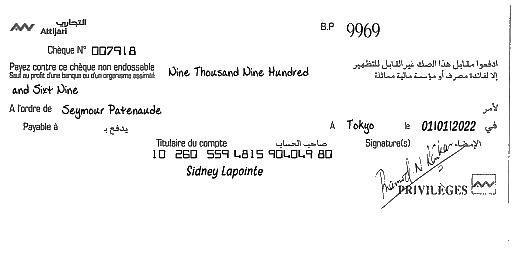 التجاري
Attijari
B.P 9969
Chèque N° 007918
Payez contre ce chèque non endossable
Sauf au profit d'une banque ou d'un organisme assimilé
Nine Thousand Nine Hundred
ادفعوا مقابل هذا الصك غير القابل للتظهير
إلا لفائدة مصرف أو مؤسسة مالية مماثلة
and Sixt Nine
A l'ordre de Seymour Patenaude لأمر
Payable à يدفع بـ A Tokyo le 01/01/2022 في
Titulaire du compte صاحب الحساب Signature(s) الإمضاء
10 260 559 4815 904049 80
Sidney Lapointe
PRIVILÈGES